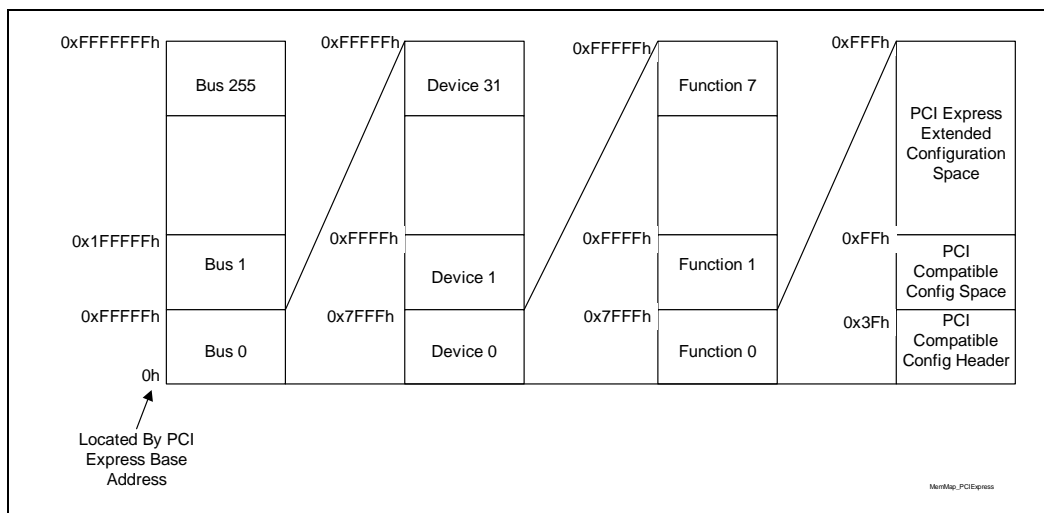 0xFFFFFFFh
0xFFFFFh
0xFFFFFh
0xFFFh
Bus 255
Device 31
Function 7
PCI Express
Extended
Configuration
Space
0x1FFFFFh
0xFFFFh
0xFFFFh
0xFFh
Bus 1
Device 1
Function 1
PCI
Compatible
Config Space
0xFFFFFh
0x7FFFh
0x7FFFh
0x3Fh
Bus 0
Device 0
Function 0
PCI
Compatible
Config Header
0h
Located By PCI
Express Base
Address
MemMap_PCIExpress